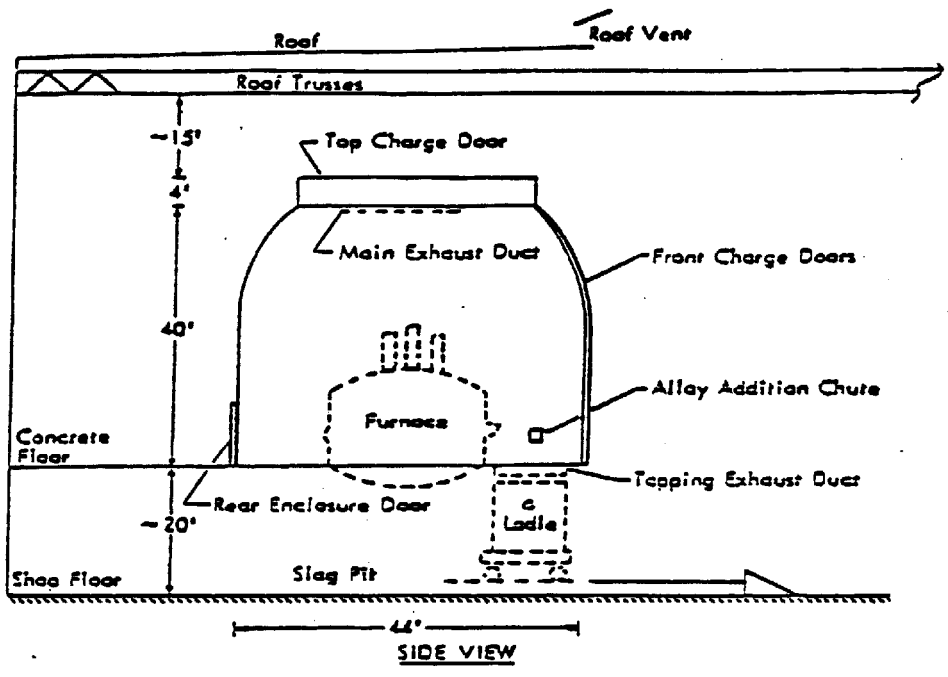 Roof Vent
Roof
Roof Trusses
~15'
Top Charge Door
4'
Main Exhaust Duct
Front Charge Doors
40'
Alloy Addition Chute
Furnace
Concrete
Floor
Tapping Exhaust Duct
Rear Enclosure Door
~20'
Ladle
Shop Floor
Slag Pit
44'
SIDE VIEW